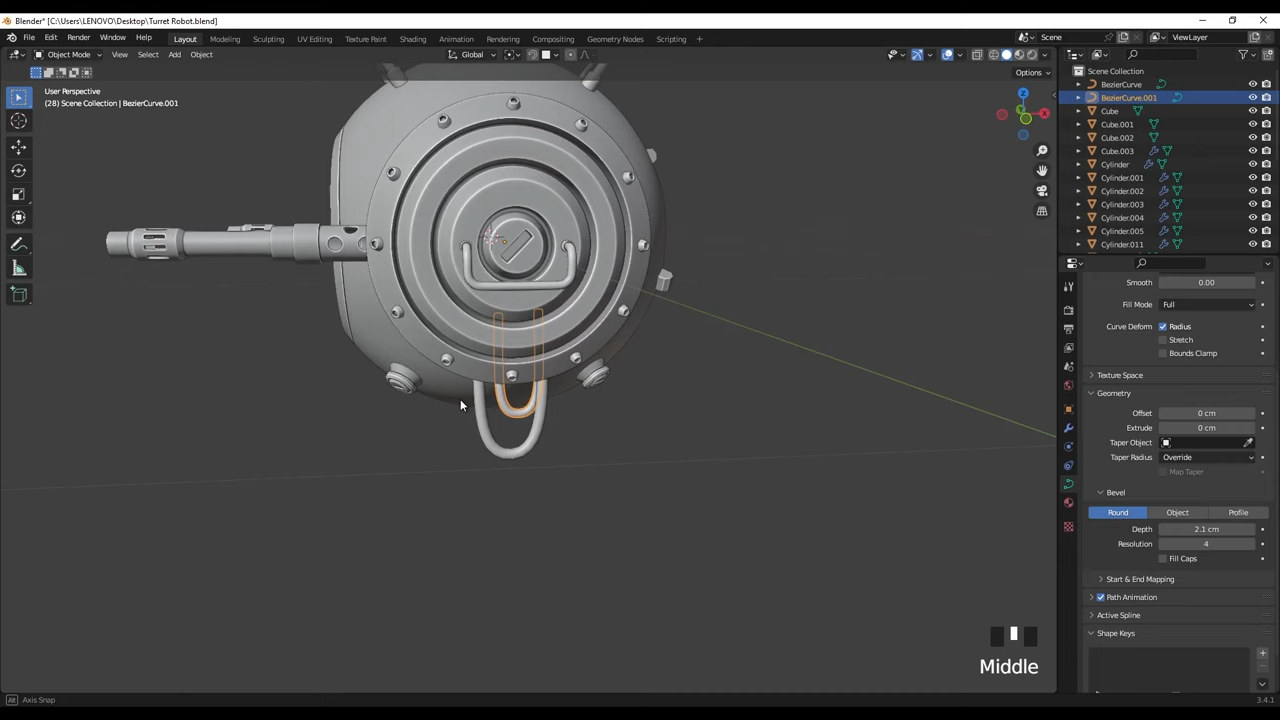 Blender* [C:\Users\LENOVO\Desktop\Turret Robot.blend]
File Edit Render Window Help Layout Modeling Sculpting UV Editing Texture Paint Shading Animation Rendering Compositing Geometry Nodes Scripting Scene ViewLayer
Object Mode View Select Add Object Global
Options
User Perspective
(28) Scene Collection | BezierCurve.001
Scene Collection
BezierCurve
BezierCurve.001
Cube
Cube.001
Cube.002
Cube.003
Cylinder
Cylinder.001
Cylinder.002
Cylinder.003
Cylinder.004
Cylinder.005
Cylinder.011
Smooth 0.00
Fill Mode Full
Curve Deform Radius
Stretch
Bounds Clamp
Texture Space
Geometry
Offset 0 cm
Extrude 0 cm
Taper Object
Taper Radius Override
Map Taper
Bevel
Round Object Profile
Depth 2.1 cm
Resolution 4
Fill Caps
Start & End Mapping
Path Animation
Active Spline
Shape Keys
Middle
Alt Axis Snap
3.4.1